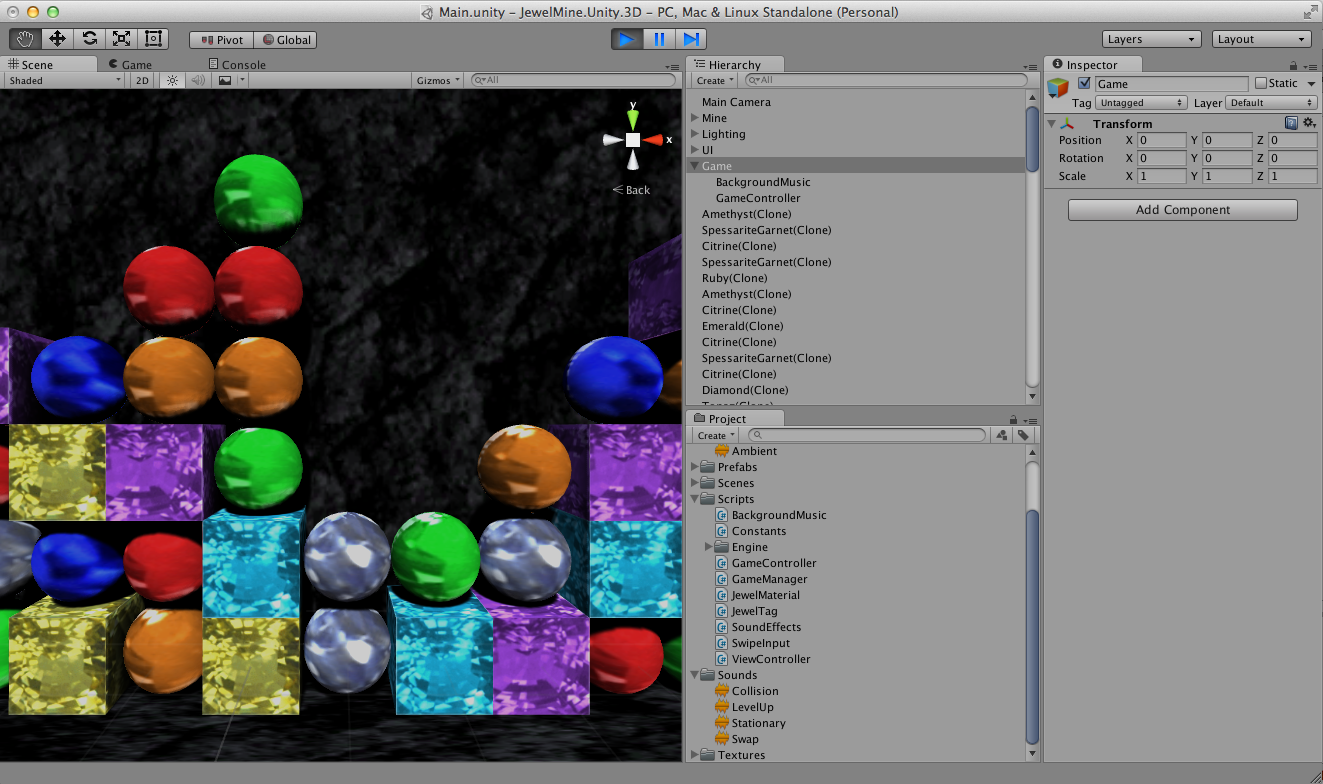 Main.unity - JewelMine.Unity.3D - PC, Mac & Linux Standalone (Personal)
Pivot Global Layers Layout
Scene Game Console
Shaded 2D Gizmos All
y
x
Back
Hierarchy
Create All
Main Camera
Mine
Lighting
UI
Game
BackgroundMusic
GameController
Amethyst(Clone)
SpessariteGarnet(Clone)
Citrine(Clone)
SpessariteGarnet(Clone)
Ruby(Clone)
Amethyst(Clone)
Citrine(Clone)
Emerald(Clone)
Citrine(Clone)
SpessariteGarnet(Clone)
Citrine(Clone)
Diamond(Clone)
Topaz(Clone)
Project
Create
Ambient
Prefabs
Scenes
Scripts
BackgroundMusic
Constants
Engine
GameController
GameManager
JewelMaterial
JewelTag
SoundEffects
SwipeInput
ViewController
Sounds
Collision
LevelUp
Stationary
Swap
Textures
Inspector
Game Static
Tag Untagged Layer Default
Transform
Position X 0 Y 0 Z 0
Rotation X 0 Y 0 Z 0
Scale X 1 Y 1 Z 1
Add Component